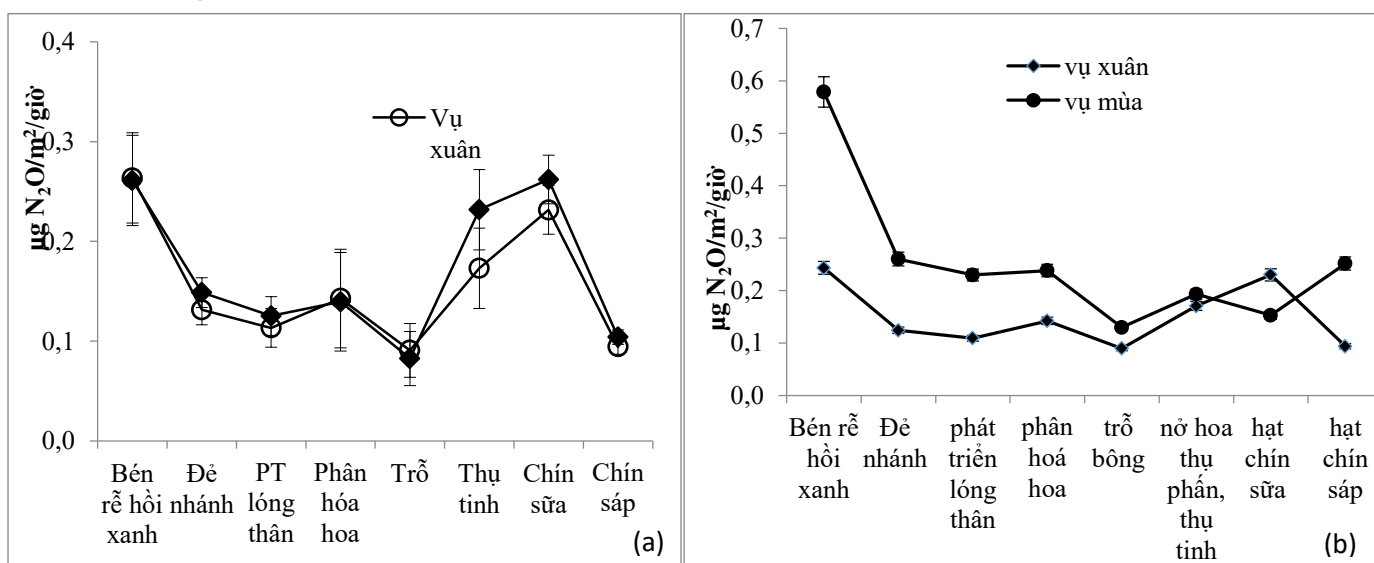 0,4
0,3
0,2
0,1
0,0
µg N₂O/m²/giờ
Vụ
xuân
Bén
rễ hồi
xanh
Đẻ
nhánh
PT
lóng
thân
Phân
hóa
hoa
Trỗ
Thụ
tinh
Chín
sữa
Chín
sáp
(a)
0,7
0,6
0,5
0,4
0,3
0,2
0,1
0,0
µg N₂O/m²/giờ
vụ xuân
vụ mùa
Bén rễ
hồi
xanh
Đẻ
nhánh
phát
triển
lóng
thân
phân
hoá
hoa
trỗ
bông
nở hoa
thụ
phấn,
thụ
tinh
hạt
chín
sữa
hạt
chín
sáp
(b)